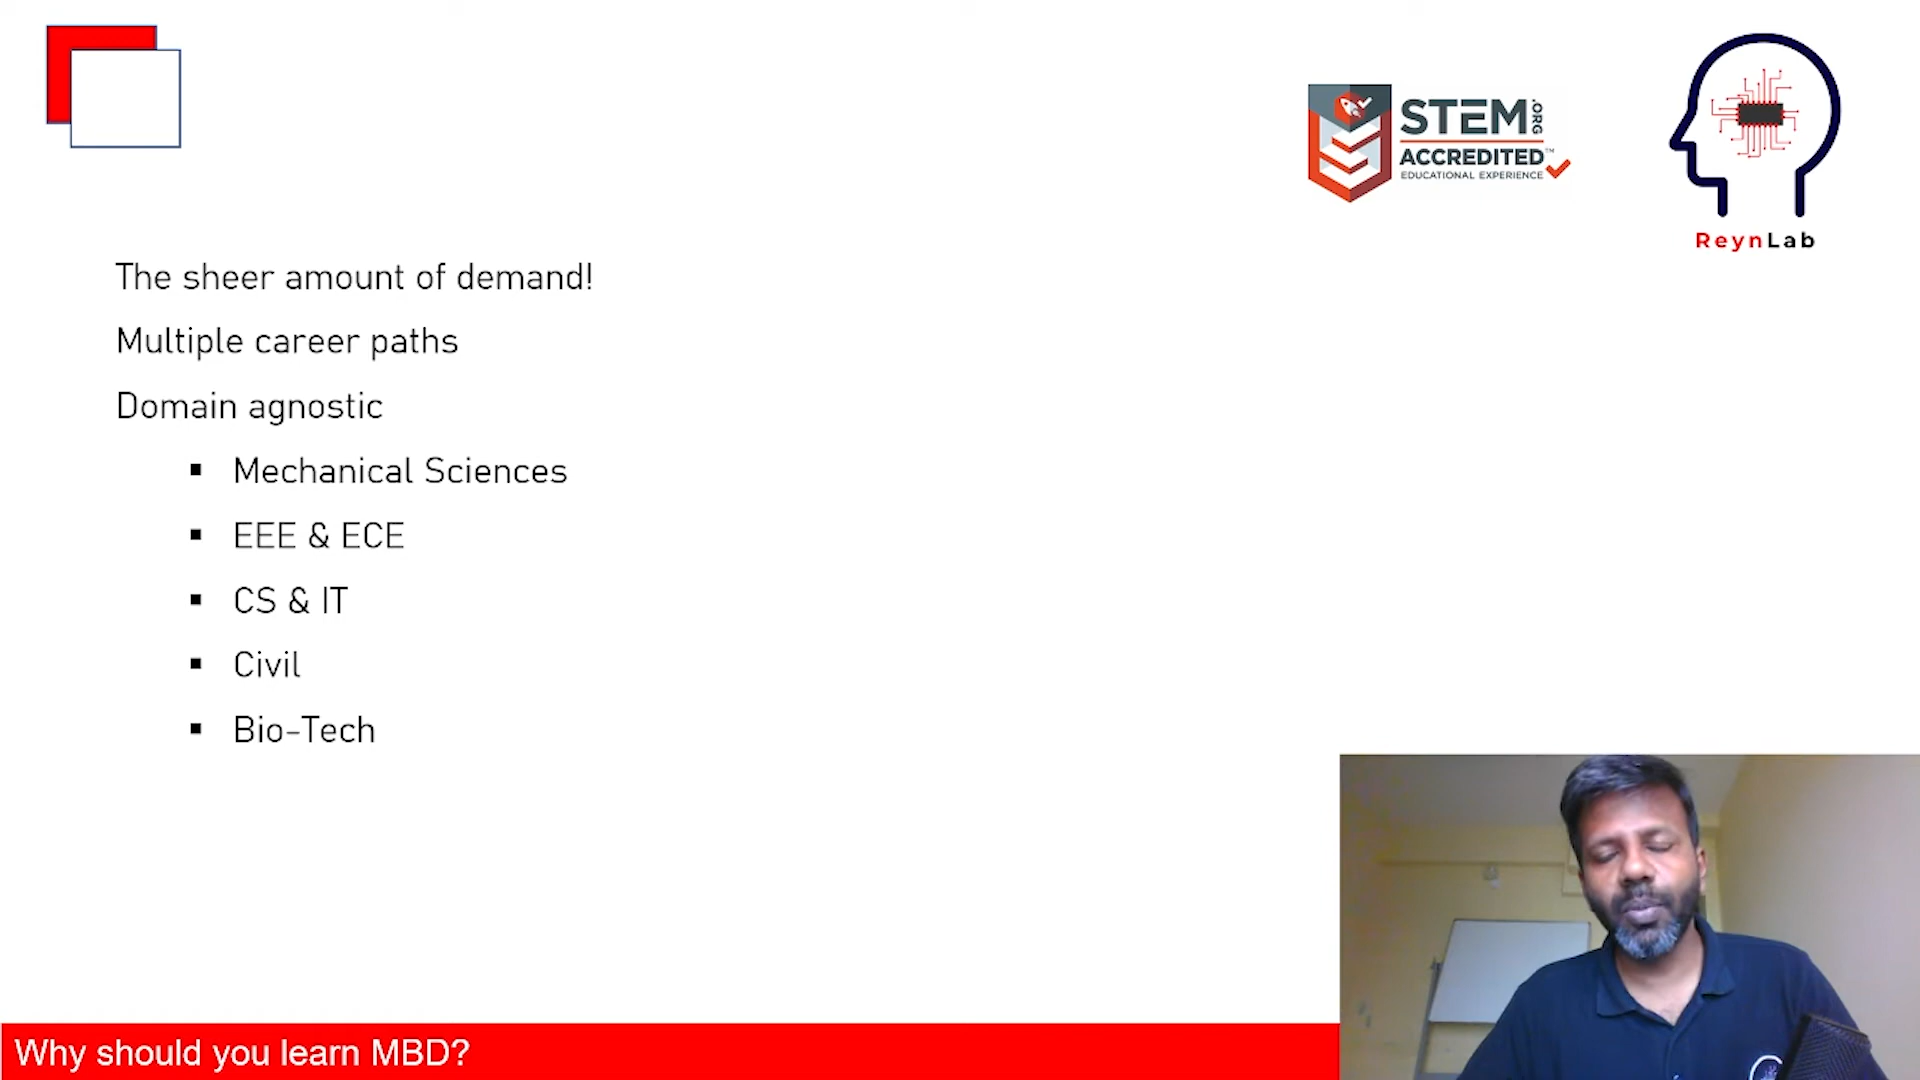 STEM.ORG
ACCREDITED™
EDUCATIONAL EXPERIENCE
ReynLab
The sheer amount of demand!
Multiple career paths
Domain agnostic
▪ Mechanical Sciences
▪ EEE & ECE
▪ CS & IT
▪ Civil
▪ Bio-Tech
Why should you learn MBD?